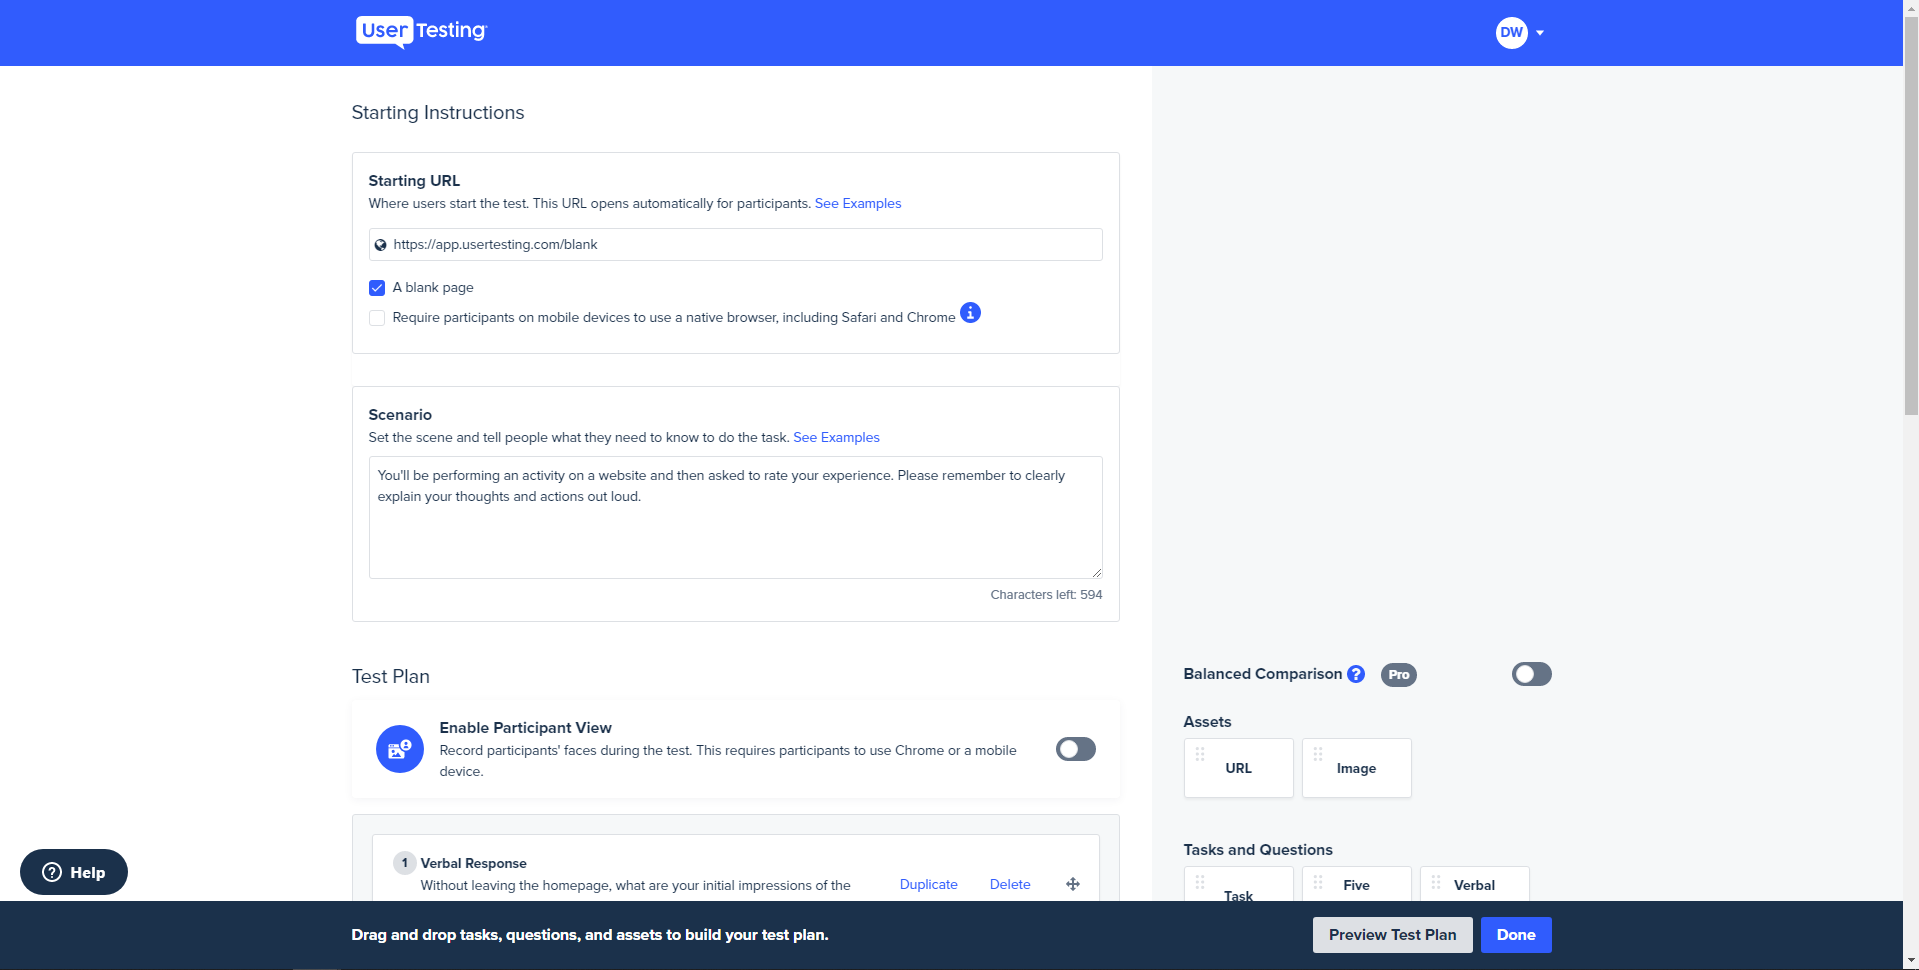 User Testing
DW
Starting Instructions
Starting URL
Where users start the test. This URL opens automatically for participants. See Examples
https://app.usertesting.com/blank
A blank page
Require participants on mobile devices to use a native browser, including Safari and Chrome
Scenario
Set the scene and tell people what they need to know to do the task. See Examples
You'll be performing an activity on a website and then asked to rate your experience. Please remember to clearly
explain your thoughts and actions out loud.
Characters left: 594
Test Plan
Enable Participant View
Record participants' faces during the test. This requires participants to use Chrome or a mobile
device.
1 Verbal Response
Without leaving the homepage, what are your initial impressions of the
Duplicate
Delete
Balanced Comparison ? Pro
Assets
URL
Image
Tasks and Questions
Task
Five
Verbal
? Help
Drag and drop tasks, questions, and assets to build your test plan.
Preview Test Plan
Done